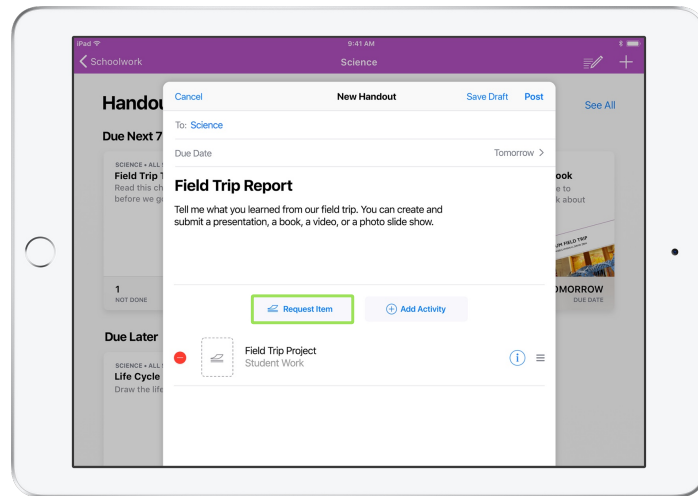 iPad
9:41 AM
Schoolwork
Science
Handou
See All
Due Next 7
SCIENCE • ALL
Field Trip
Read this ch
before we g
1
NOT DONE
Due Later
SCIENCE • ALL
Life Cycle
Draw the life
Cancel
New Handout
Save Draft
Post
To: Science
Due Date
Tomorrow
Field Trip Report
Tell me what you learned from our field trip. You can create and
submit a presentation, a book, a video, or a photo slide show.
Request Item
Add Activity
Field Trip Project
Student Work
ook
e to
k about
UM FIELD TRIP
OMORROW
DUE DATE